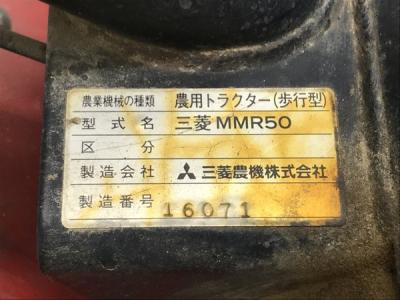 農業機械の種類 農用トラクター(歩行型)
型式名 三菱MMR50
区分 —
製造会社 三菱農機株式会社
製造番号 16071